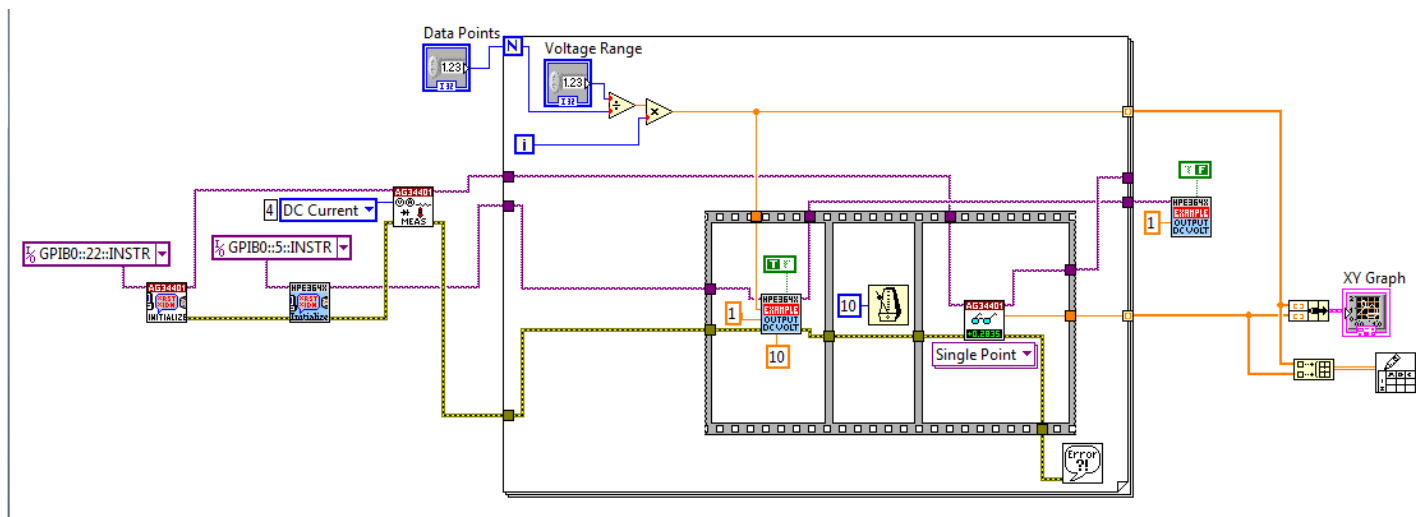 Data Points
1.23
I32
N
Voltage Range
1.23
I32
i
AG34401
MEAS
4
DC Current
GPIB0::22::INSTR
GPIB0::5::INSTR
AG34401
INITIALIZE
HPE364X
Initialize
T
HPE364X
EXAMPLE
OUTPUT
DC VOLT
1
10
10
AG34401
+0.2835
Single Point
Error
?!
F
HPE364X
EXAMPLE
OUTPUT
DC VOLT
1
XY Graph